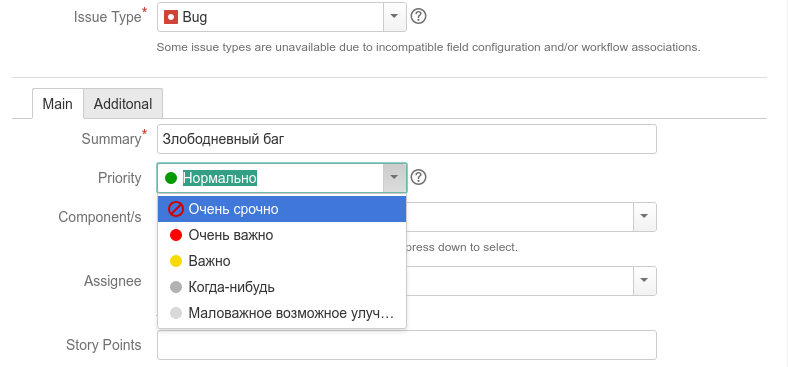 Issue Type* Bug
Some issue types are unavailable due to incompatible field configuration and/or workflow associations.
Main Additonal
Summary* Злободневный баг
Priority Нормально
Очень срочно
Component/s
Очень важно
press down to select.
Важно
Assignee
Когда-нибудь
Маловажное возможное улуч…
Story Points